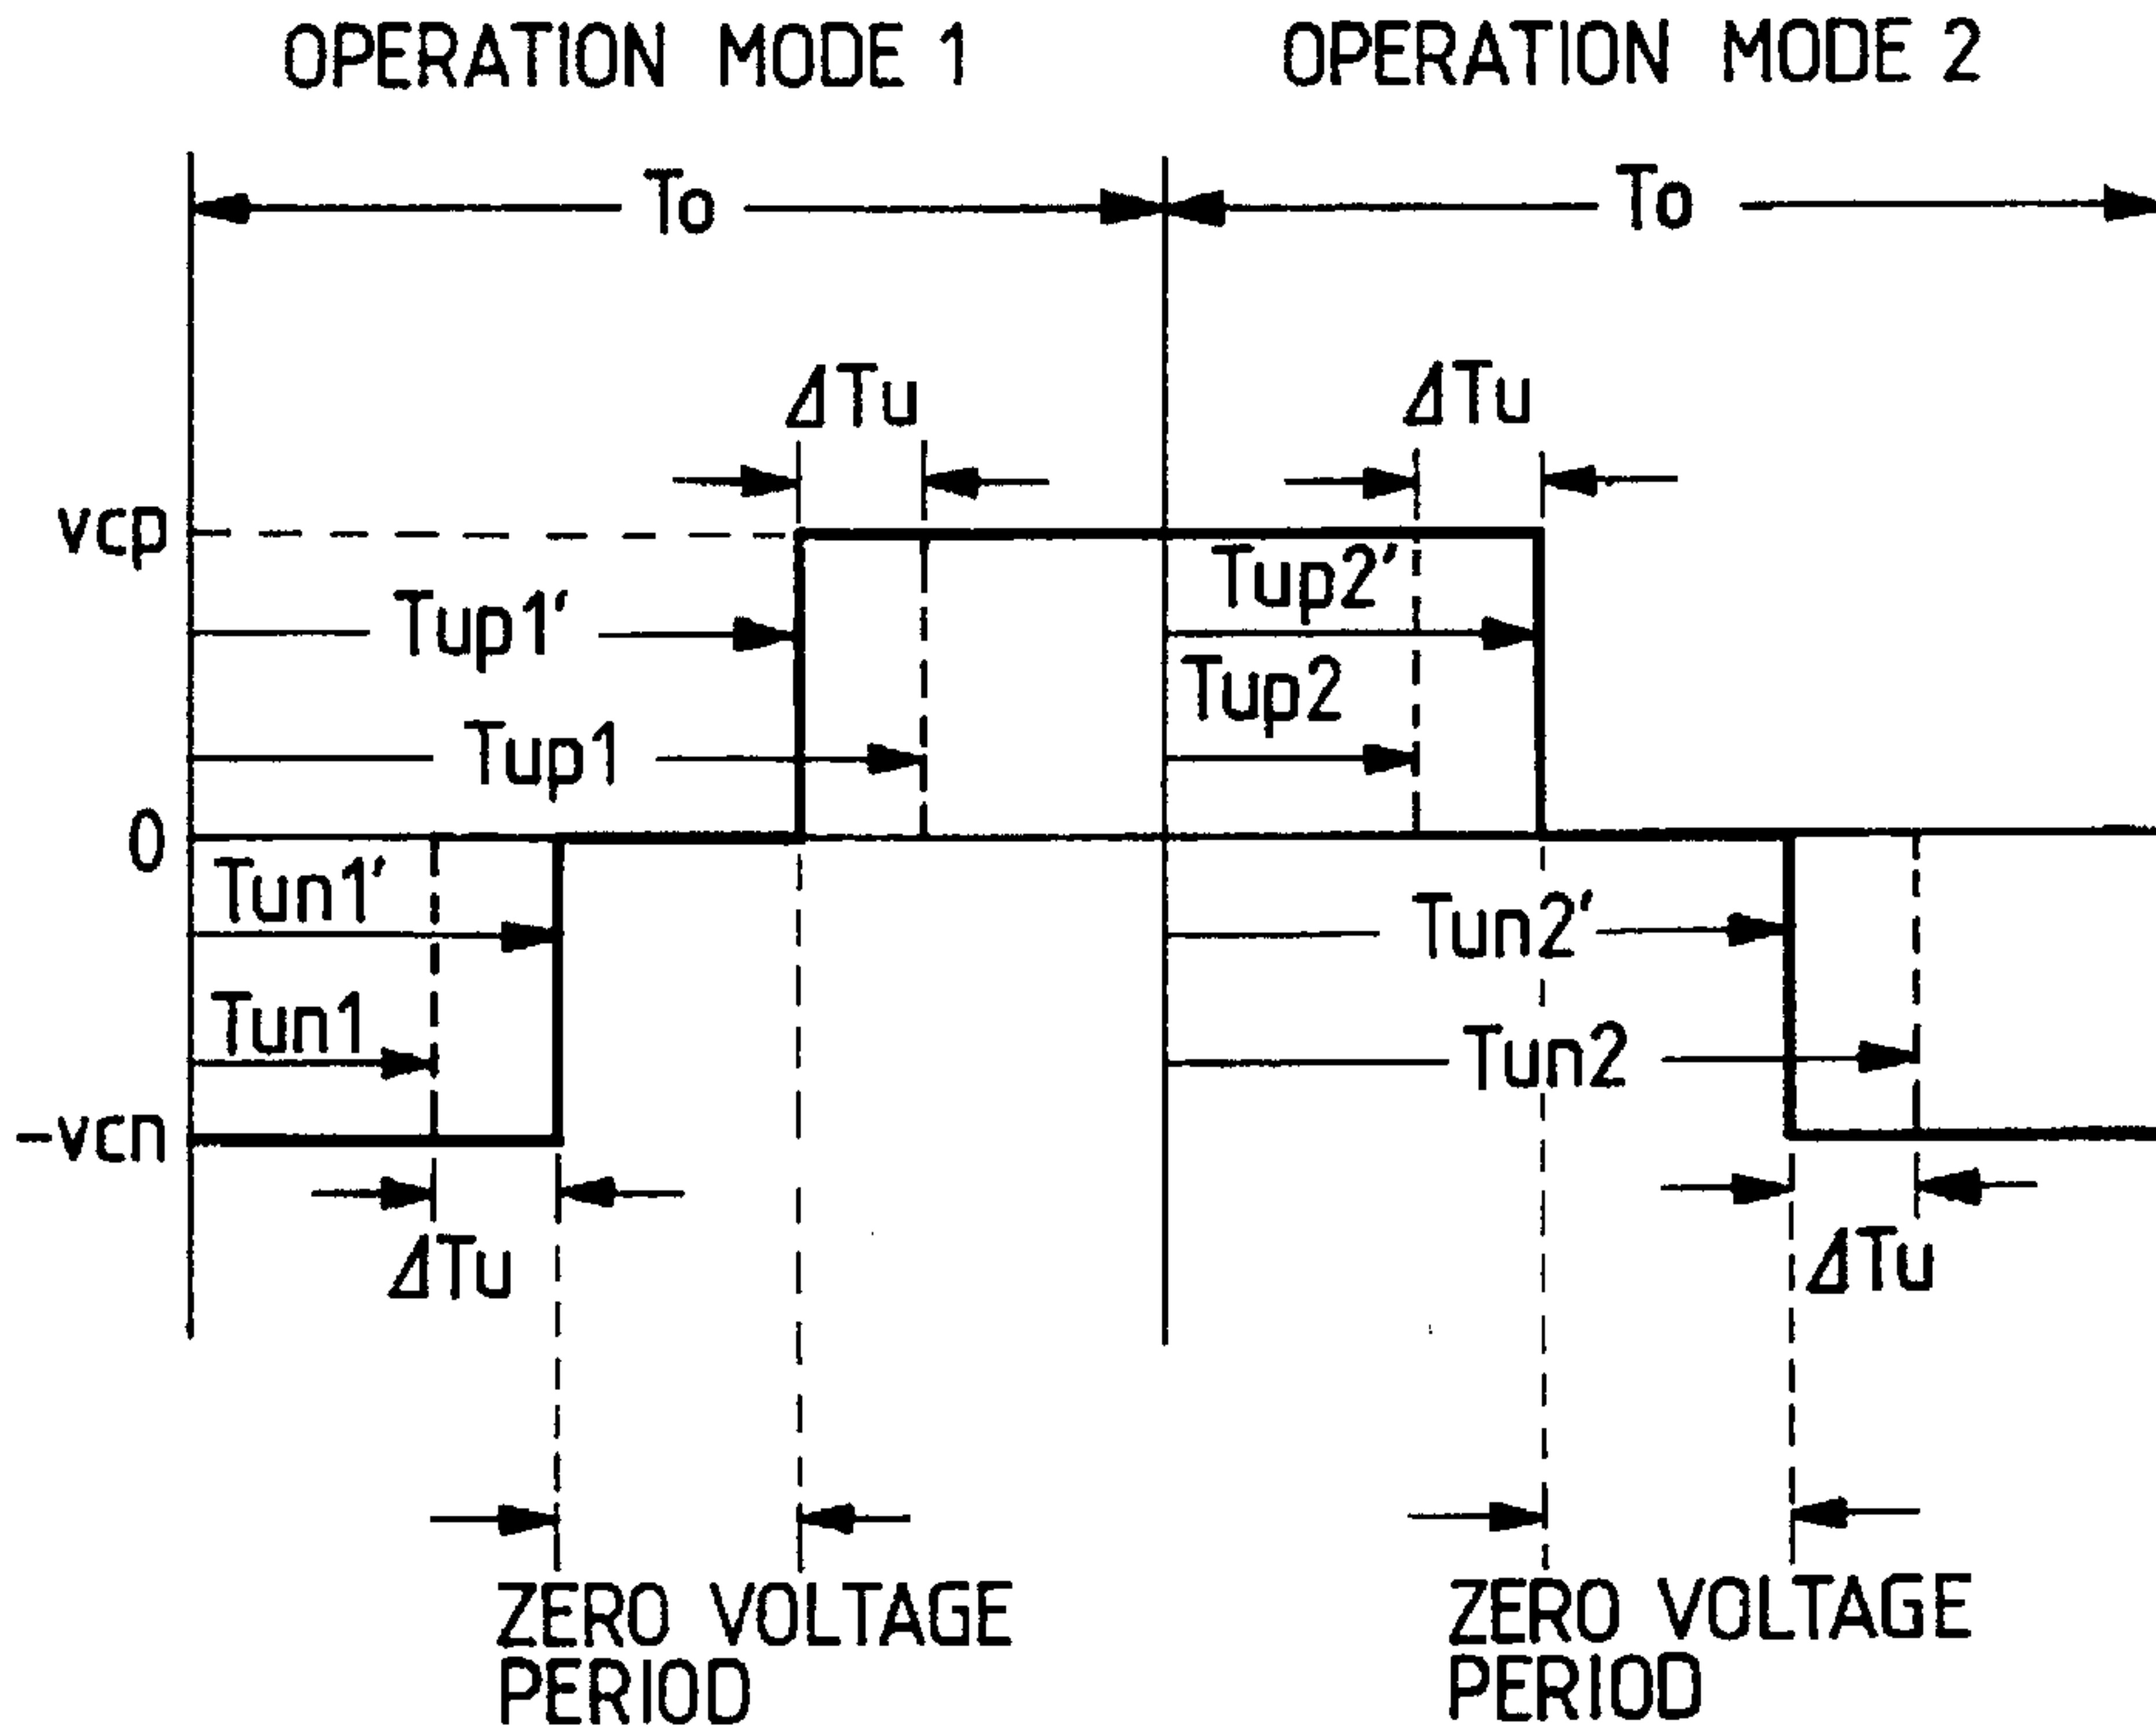 OPERATION MODE 1
OPERATION MODE 2
To
To
ΔTu
ΔTu
vcp
Tup1'
Tup2'
Tup1
Tup2
0
Tun1'
Tun2'
Tun1
Tun2
-vcn
ΔTu
ΔTu
ZERO VOLTAGE
PERIOD
ZERO VOLTAGE
PERIOD